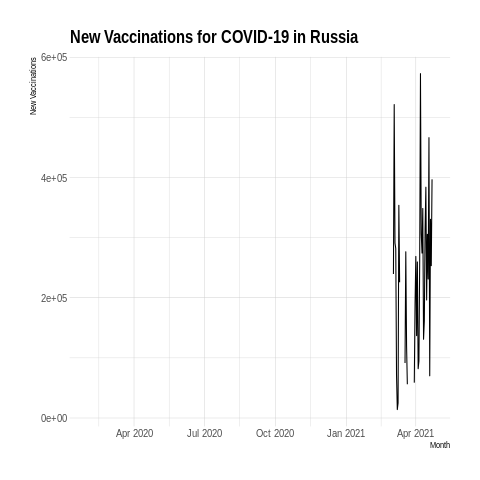 New Vaccinations for COVID-19 in Russia
New Vaccinations
6e+05
4e+05
2e+05
0e+00
Apr 2020 Jul 2020 Oct 2020 Jan 2021 Apr 2021
Month